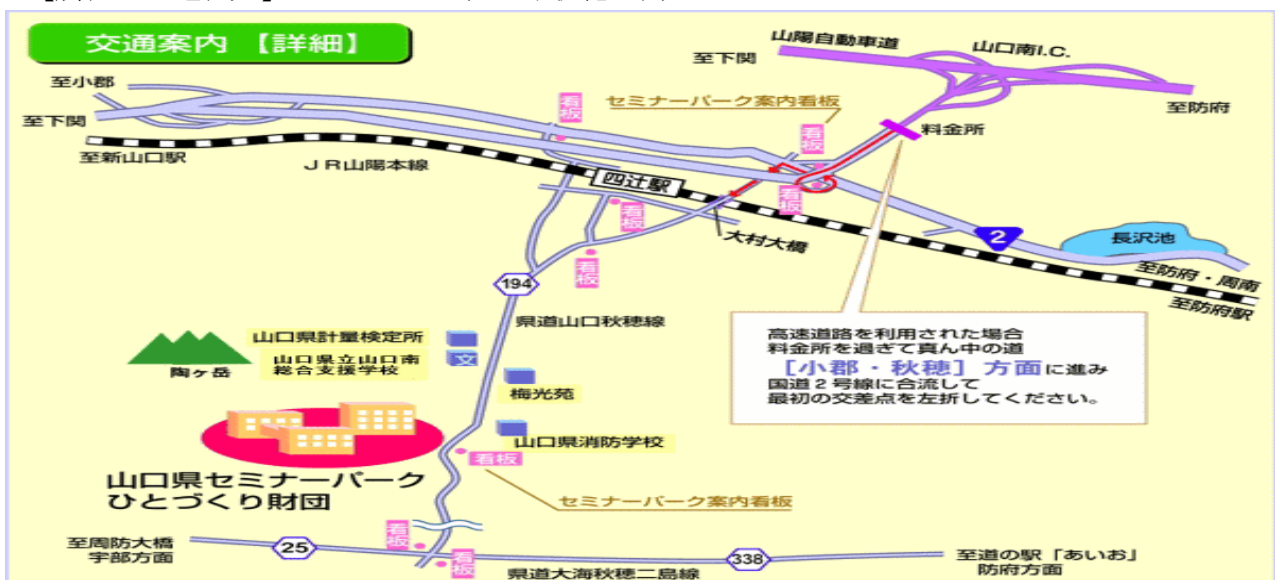 交通案内 【詳細】
山陽自動車道
山口南I.C.
至下関
至小郡
至防府
看板
セミナーパーク案内看板
看板
料金所
至下関
至新山口駅
JR山陽本線
四辻駅
看板
看板
大村大橋
2
長沢池
看板
至防府・周南
至防府駅
194
県道山口秋穂線
高速道路を利用された場合
料金所を過ぎて真ん中の道
[小郡・秋穂] 方面に進み
国道2号線に合流して
最初の交差点を左折してください。
山口県計量検定所
山口県立山口南
総合支援学校
文
陶ヶ岳
梅光苑
山口県消防学校
看板
山口県セミナーパーク
ひとづくり財団
セミナーパーク案内看板
看板
至周防大橋
宇部方面
25
看板
338
県道大海秋穂二島線
至道の駅「あいお」
防府方面